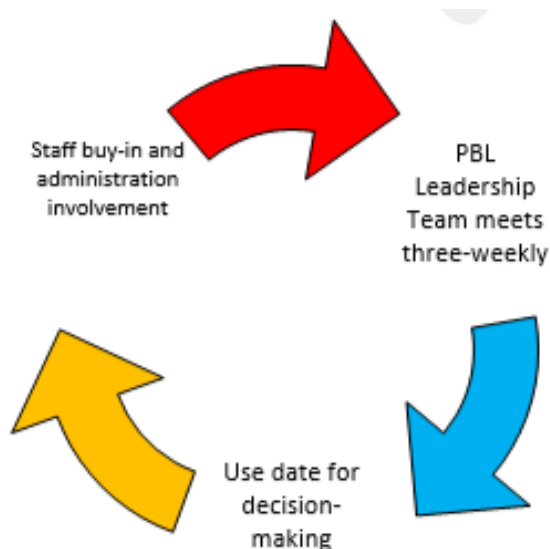 Staff buy-in and
administration
involvement
PBL
Leadership
Team meets
three-weekly
Use date for
decision-
making